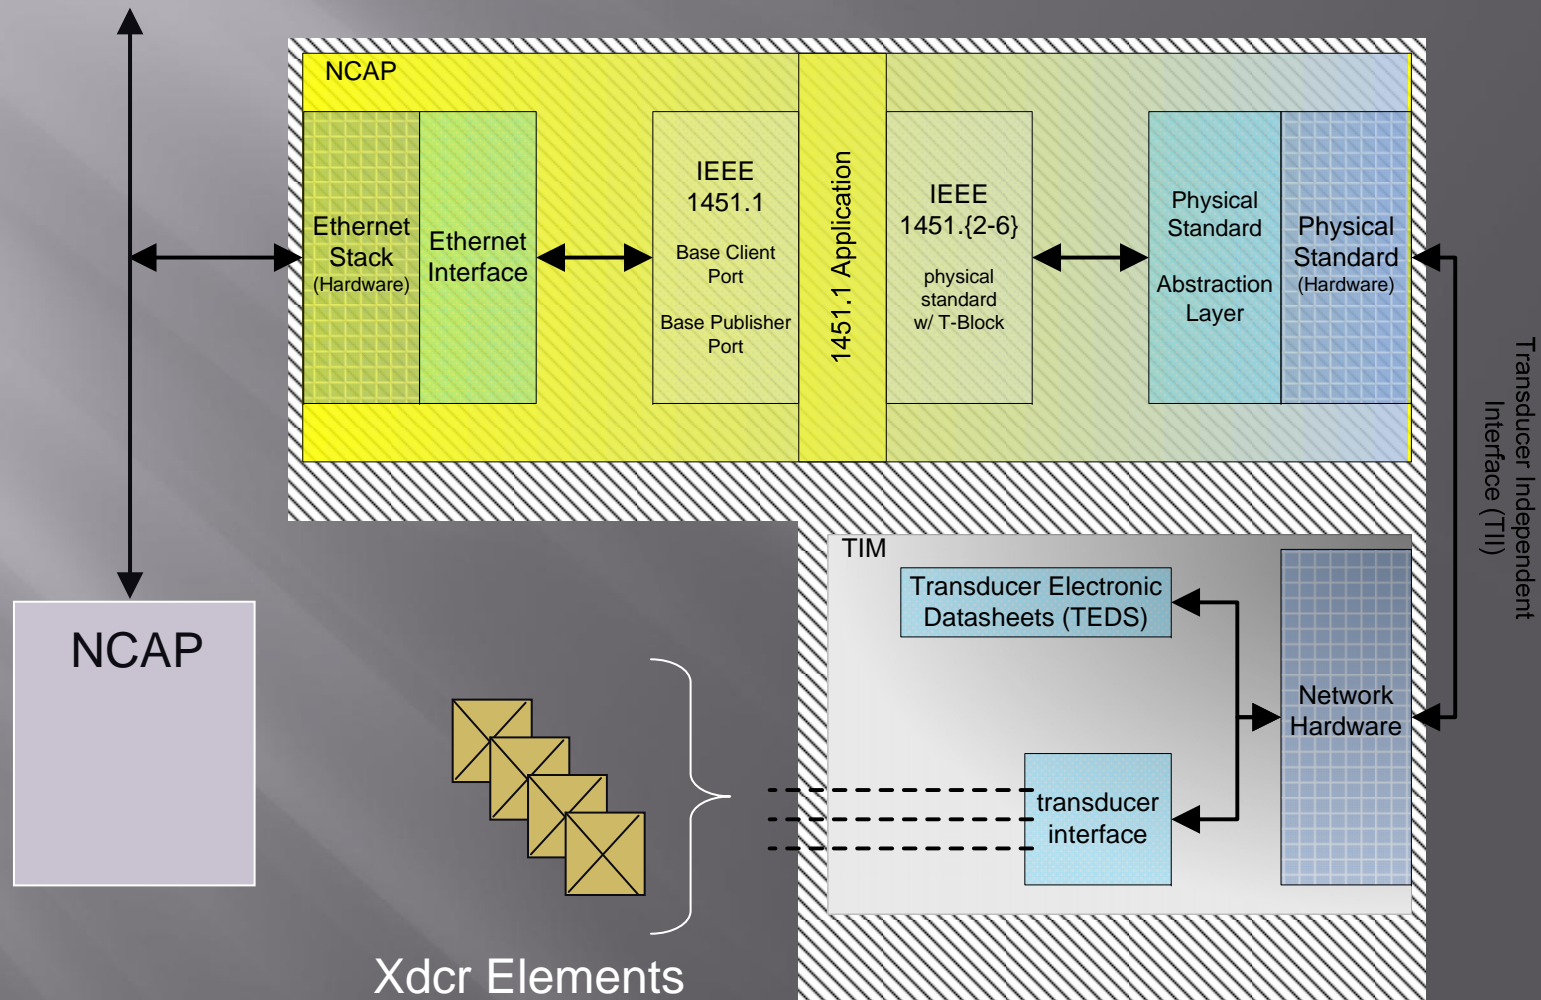 NCAP
Ethernet
Stack
(Hardware)
Ethernet
Interface
IEEE
1451.1
Base Client
Port
Base Publisher
Port
1451.1 Application
IEEE
1451.{2-6}
physical
standard
w/ T-Block
Physical
Standard
Abstraction
Layer
Physical
Standard
(Hardware)
Transducer Independent
Interface (TII)
TIM
Transducer Electronic
Datasheets (TEDS)
Network
Hardware
transducer
interface
NCAP
Xdcr Elements